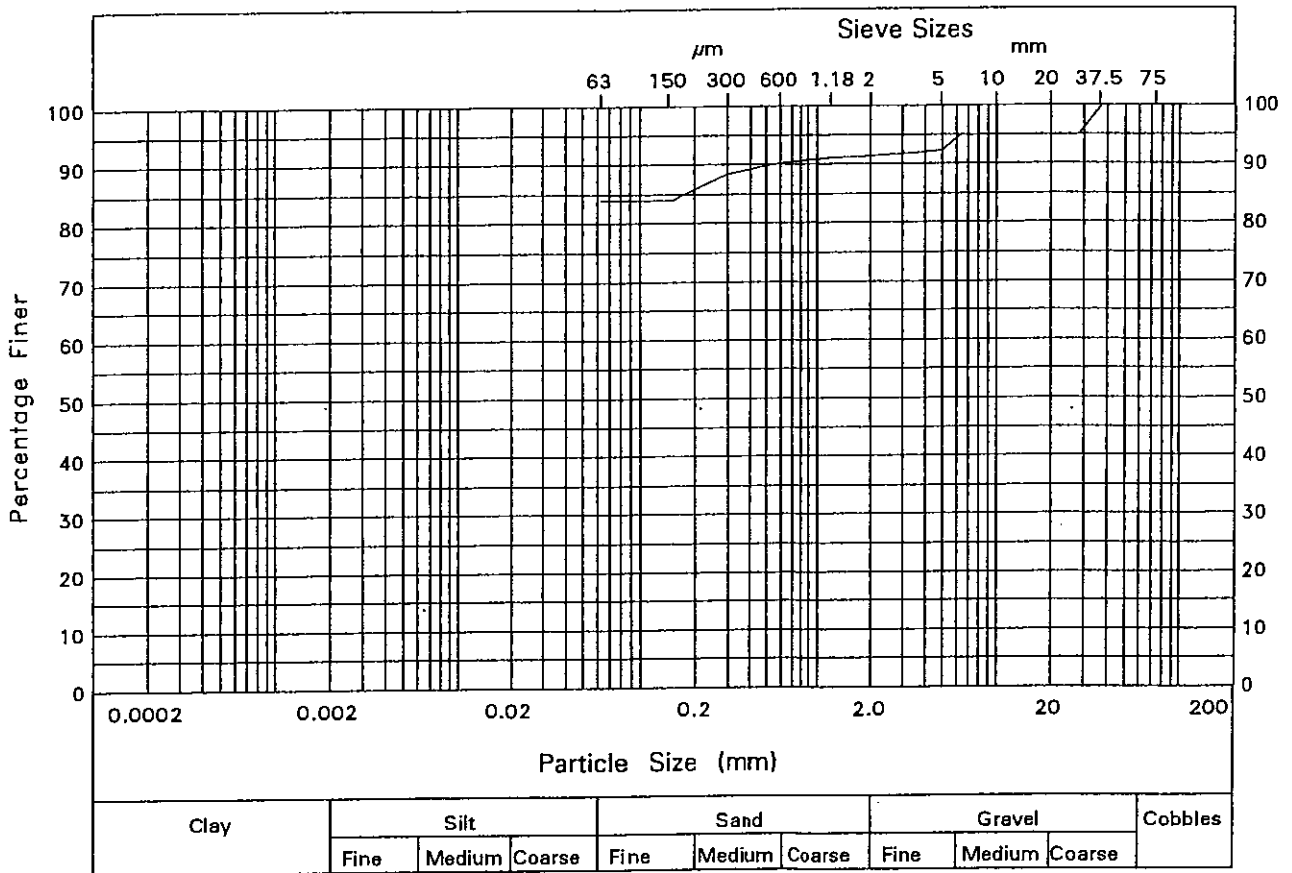 Sieve Sizes
μm mm
63 150 300 600 1.18 2 5 10 20 37.5 75
100 100
90 90
80 80
70 70
60 60
50 50
40 40
30 30
20 20
10 10
0 0
Percentage Finer
0.0002 0.002 0.02 0.2 2.0 20 200
Particle Size (mm)
Clay Silt Sand Gravel Cobbles
Fine Medium Coarse Fine Medium Coarse Fine Medium Coarse